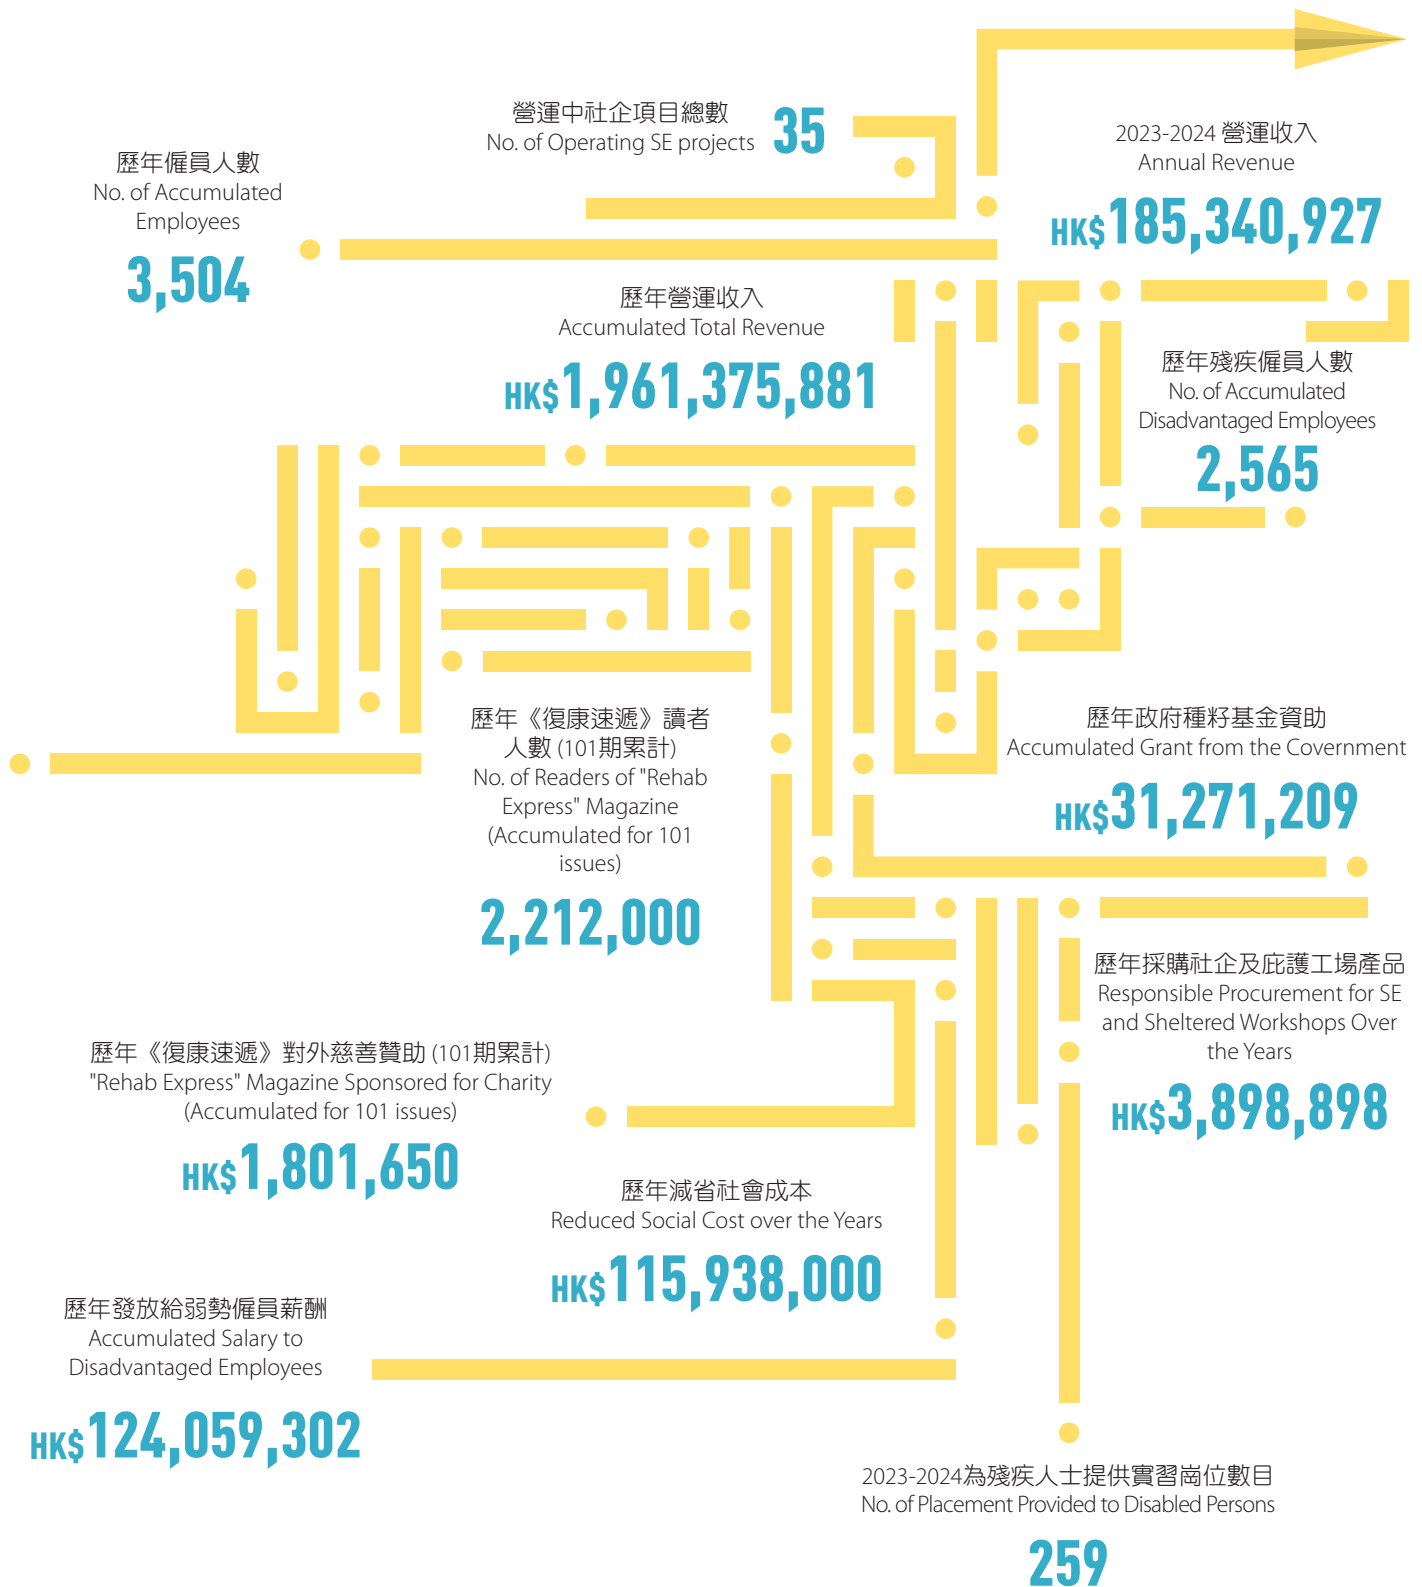 營運中社企項目總數
No. of Operating SE projects
35
2023-2024 營運收入
Annual Revenue
HK$185,340,927
歷年僱員人數
No. of Accumulated
Employees
3,504
歷年營運收入
Accumulated Total Revenue
HK$1,961,375,881
歷年殘疾僱員人數
No. of Accumulated
Disadvantaged Employees
2,565
歷年《復康速遞》讀者
人數 (101期累計)
No. of Readers of "Rehab
Express" Magazine
(Accumulated for 101
issues)
2,212,000
歷年政府種籽基金資助
Accumulated Grant from the Covernment
HK$31,271,209
歷年採購社企及庇護工場產品
Responsible Procurement for SE
and Sheltered Workshops Over
the Years
HK$3,898,898
歷年《復康速遞》對外慈善贊助 (101期累計)
"Rehab Express" Magazine Sponsored for Charity
(Accumulated for 101 issues)
HK$1,801,650
歷年減省社會成本
Reduced Social Cost over the Years
HK$115,938,000
歷年發放給弱勢僱員薪酬
Accumulated Salary to
Disadvantaged Employees
HK$124,059,302
2023-2024為殘疾人士提供實習崗位數目
No. of Placement Provided to Disabled Persons
259